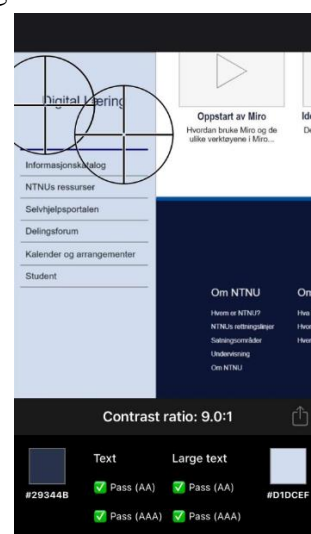 Digital Læring
Informasjonskatalog
NTNUs ressurser
Selvhjelpsportalen
Delingsforum
Kalender og arrangementer
Student
Oppstart av Miro
Hvordan bruke Miro og de
ulike verktøyene i Miro...
Om NTNU
Hvem er NTNU?
NTNUs rettningslinjer
Satningsområder
Undervisning
Om NTNU
Contrast ratio: 9.0:1
Text
Large text
Pass (AA)
Pass (AA)
Pass (AAA)
Pass (AAA)
#29344B
#D1DCEF